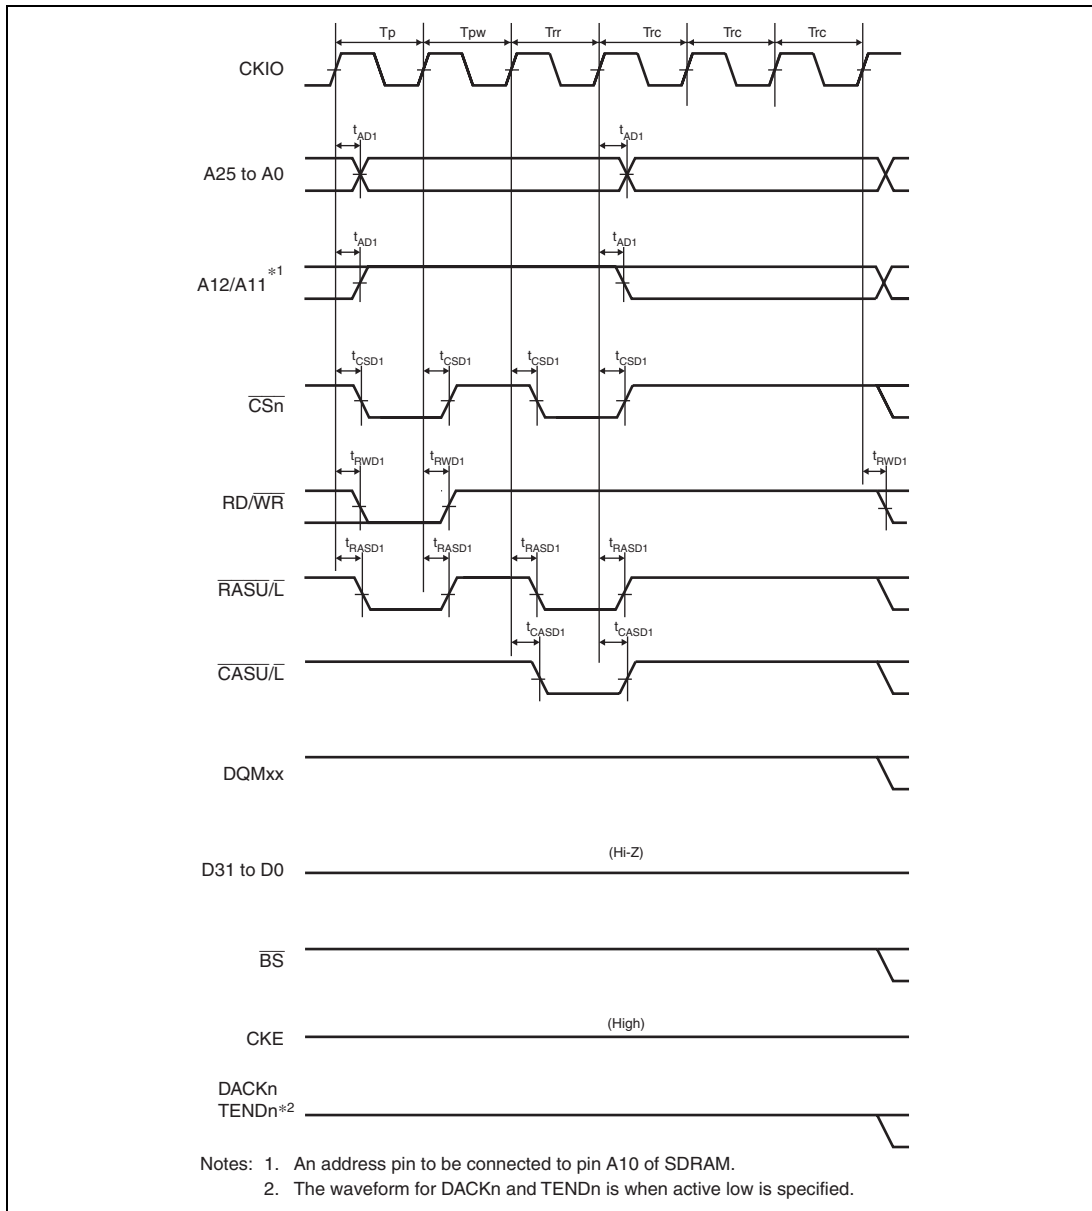 Tp Tpw Trr Trc Trc Trc
CKIO
tAD1 tAD1
A25 to A0
tAD1 tAD1
A12/A11*1
tCSD1 tCSD1 tCSD1 tCSD1
CSn
tRWD1 tRWD1 tRWD1
RD/WR
tRASD1 tRASD1 tRASD1 tRASD1
RASU/L
tCASD1 tCASD1
CASU/L
DQMxx
(Hi-Z)
D31 to D0
BS
(High)
CKE
DACKn
TENDn*2
Notes: 1. An address pin to be connected to pin A10 of SDRAM.
2. The waveform for DACKn and TENDn is when active low is specified.